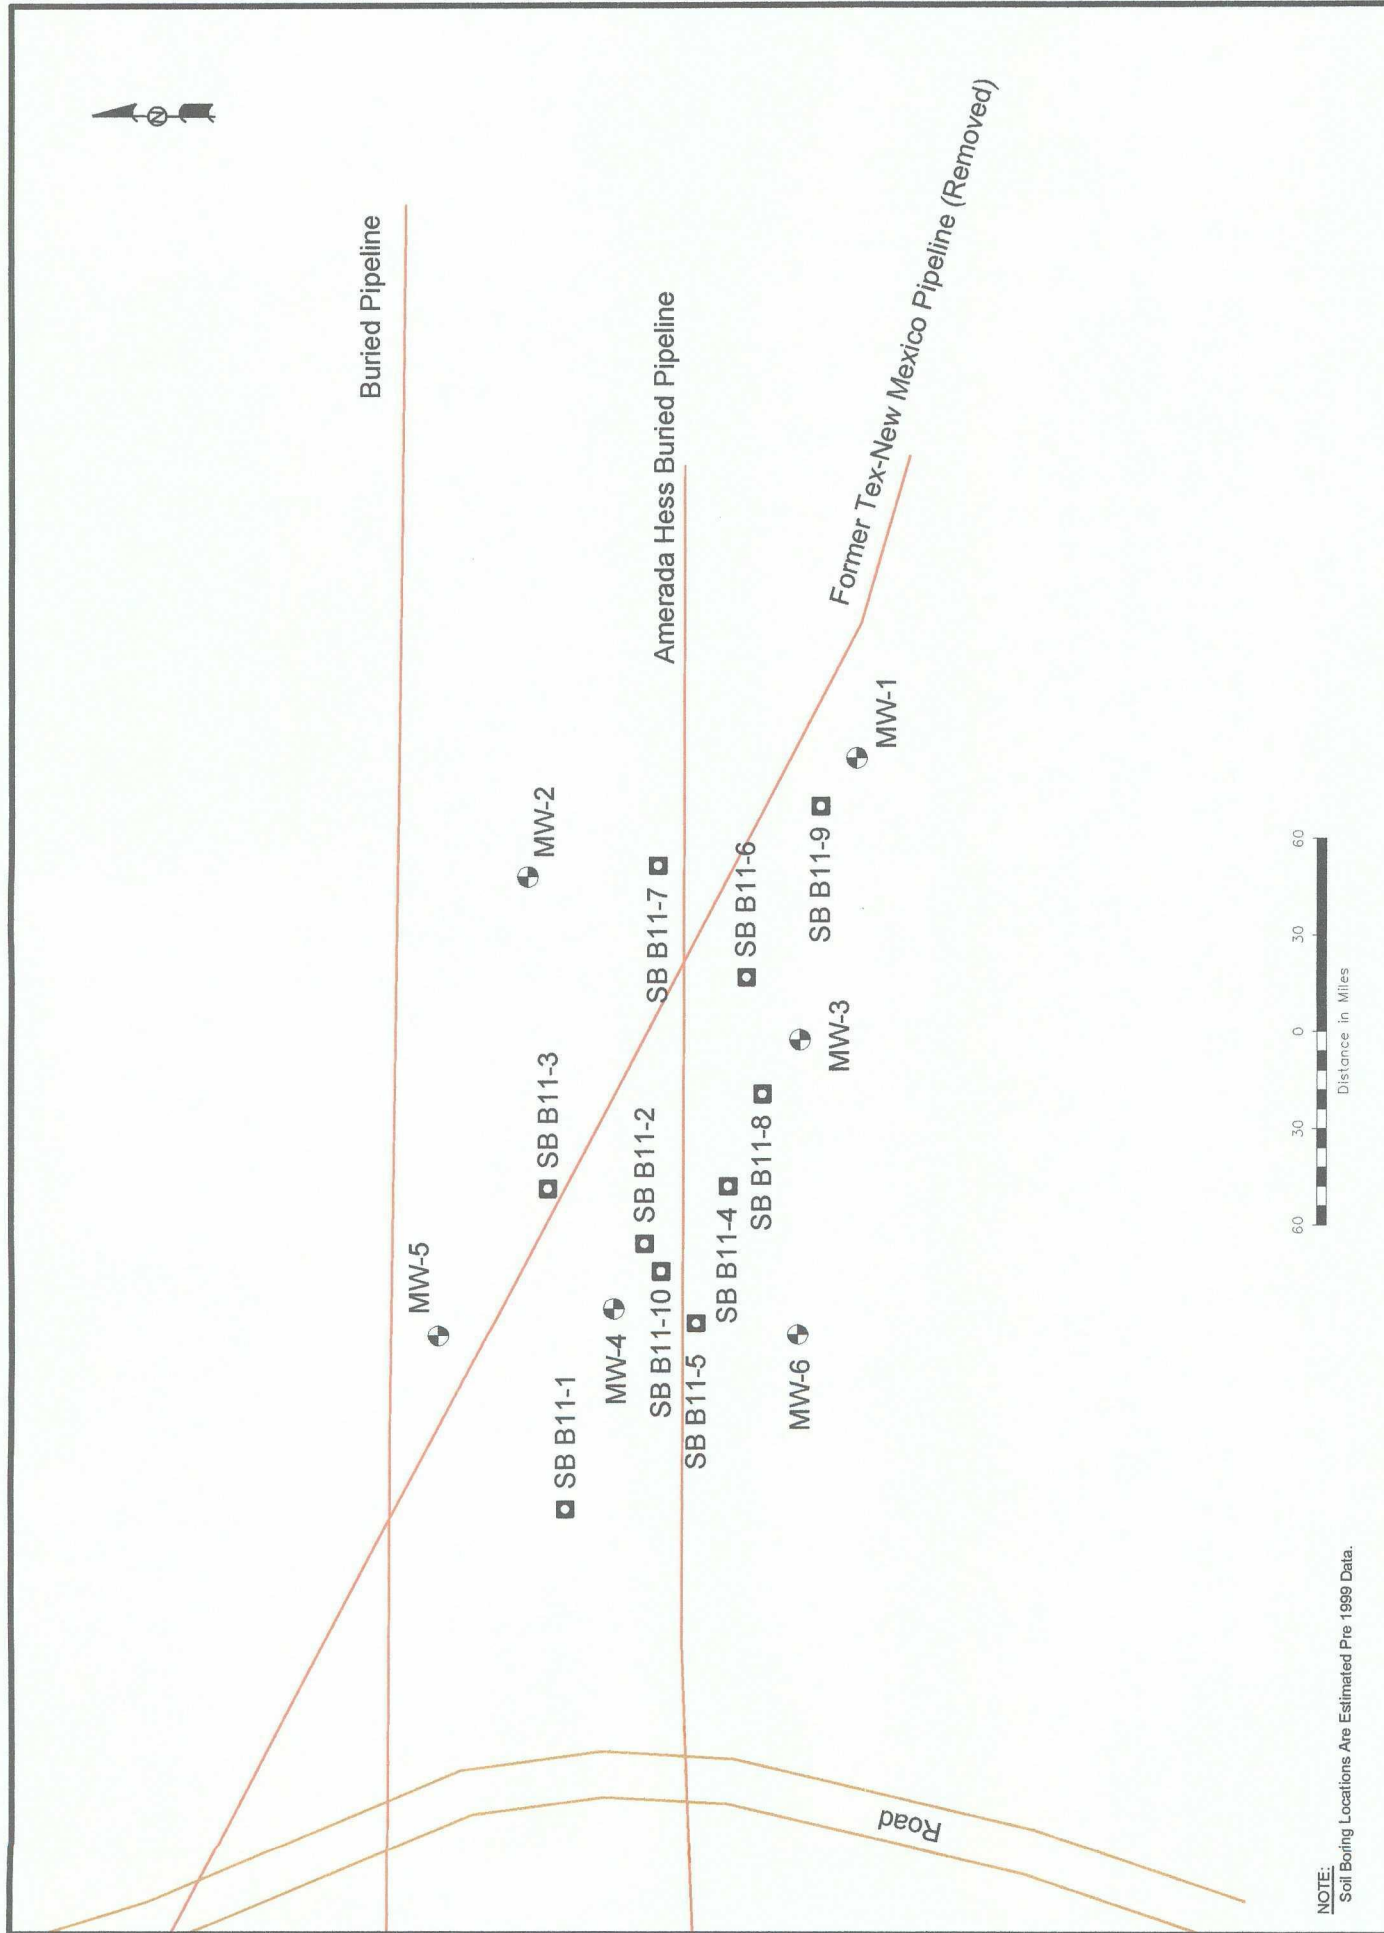 N
Buried Pipeline
Amerada Hess Buried Pipeline
Former Tex-New Mexico Pipeline (Removed)
MW-5
MW-2
SB B11-3
SB B11-1
MW-4
SB B11-2
SB B11-10
SB B11-7
SB B11-5
SB B11-4
SB B11-6
SB B11-8
MW-6
MW-3
SB B11-9
MW-1
Road
60 30 0 30 60
Distance in Miles
NOTE:
Soil Boring Locations Are Estimated Pre 1999 Data.